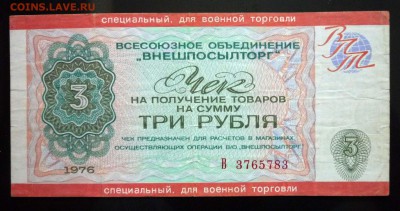 COINS.ЛАVE.RU
специальный, для военной торговли
ВСЕСОЮЗНОЕ ОБЪЕДИНЕНИЕ
„ВНЕШПОСЫЛТОРГ"
ВПТ
Чек
3
НА ПОЛУЧЕНИЕ ТОВАРОВ
НА СУММУ
ТРИ РУБЛЯ
ЧЕК ПРЕДНАЗНАЧЕН ДЛЯ РАСЧЕТОВ В МАГАЗИНАХ,
ОСУЩЕСТВЛЯЮЩИХ ОПЕРАЦИИ В/О „ВНЕШПОСЫЛТОРГ"
3
1976
В 3765783
специальный, для военной торговли